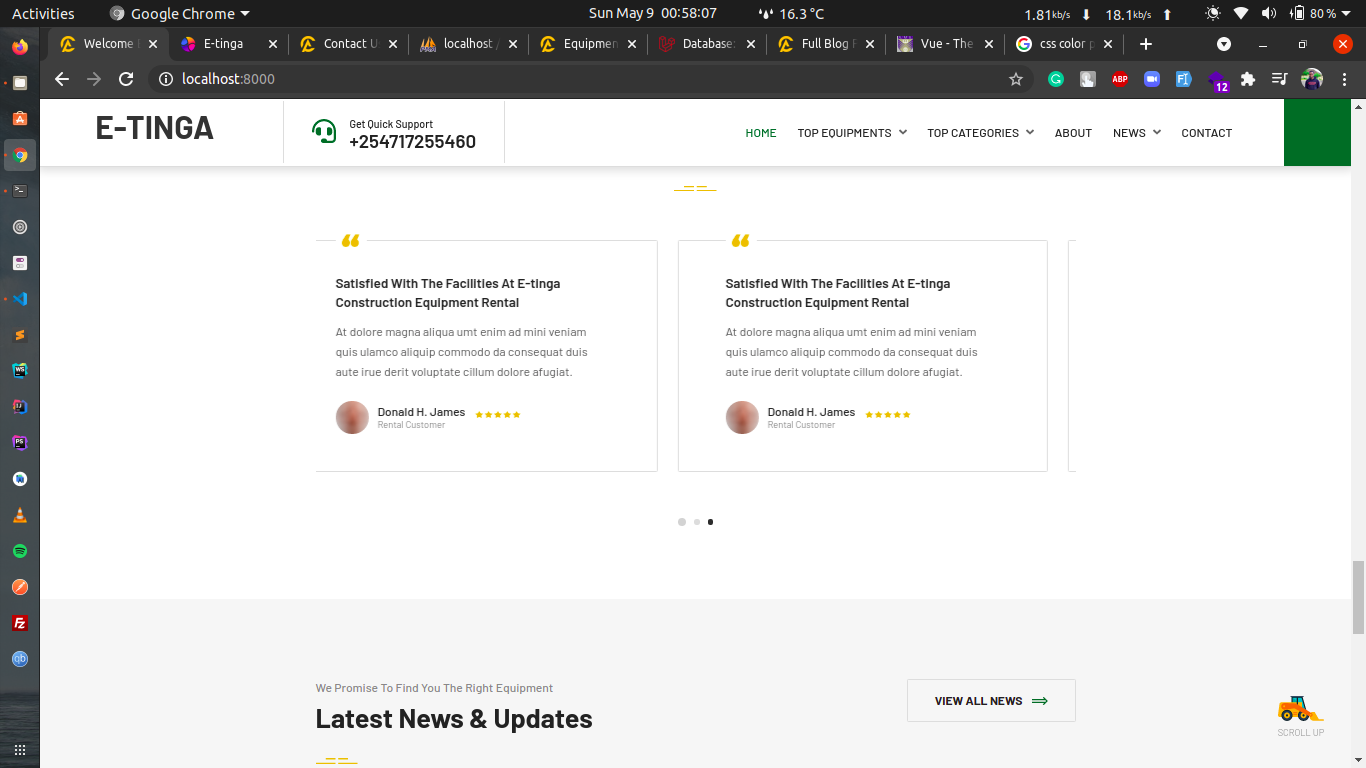 Activities
Google Chrome
Sun May 9 00:58:07
16.3 °C
1.81kb/s
18.1kb/s
80 %
Welcome
E-tinga
Contact U
localhost /
Equipmen
Database:
Full Blog
Vue - The
css color p
localhost:8000
ABP
12
E-TINGA
Get Quick Support
+254717255460
HOME
TOP EQUIPMENTS
TOP CATEGORIES
ABOUT
NEWS
CONTACT
Satisfied With The Facilities At E-tinga
Construction Equipment Rental
At dolore magna aliqua umt enim ad mini veniam
quis ulamco aliquip commodo da consequat duis
aute irue derit voluptate cillum dolore afugiat.
Donald H. James
Rental Customer
Satisfied With The Facilities At E-tinga
Construction Equipment Rental
At dolore magna aliqua umt enim ad mini veniam
quis ulamco aliquip commodo da consequat duis
aute irue derit voluptate cillum dolore afugiat.
Donald H. James
Rental Customer
We Promise To Find You The Right Equipment
Latest News & Updates
VIEW ALL NEWS
SCROLL UP